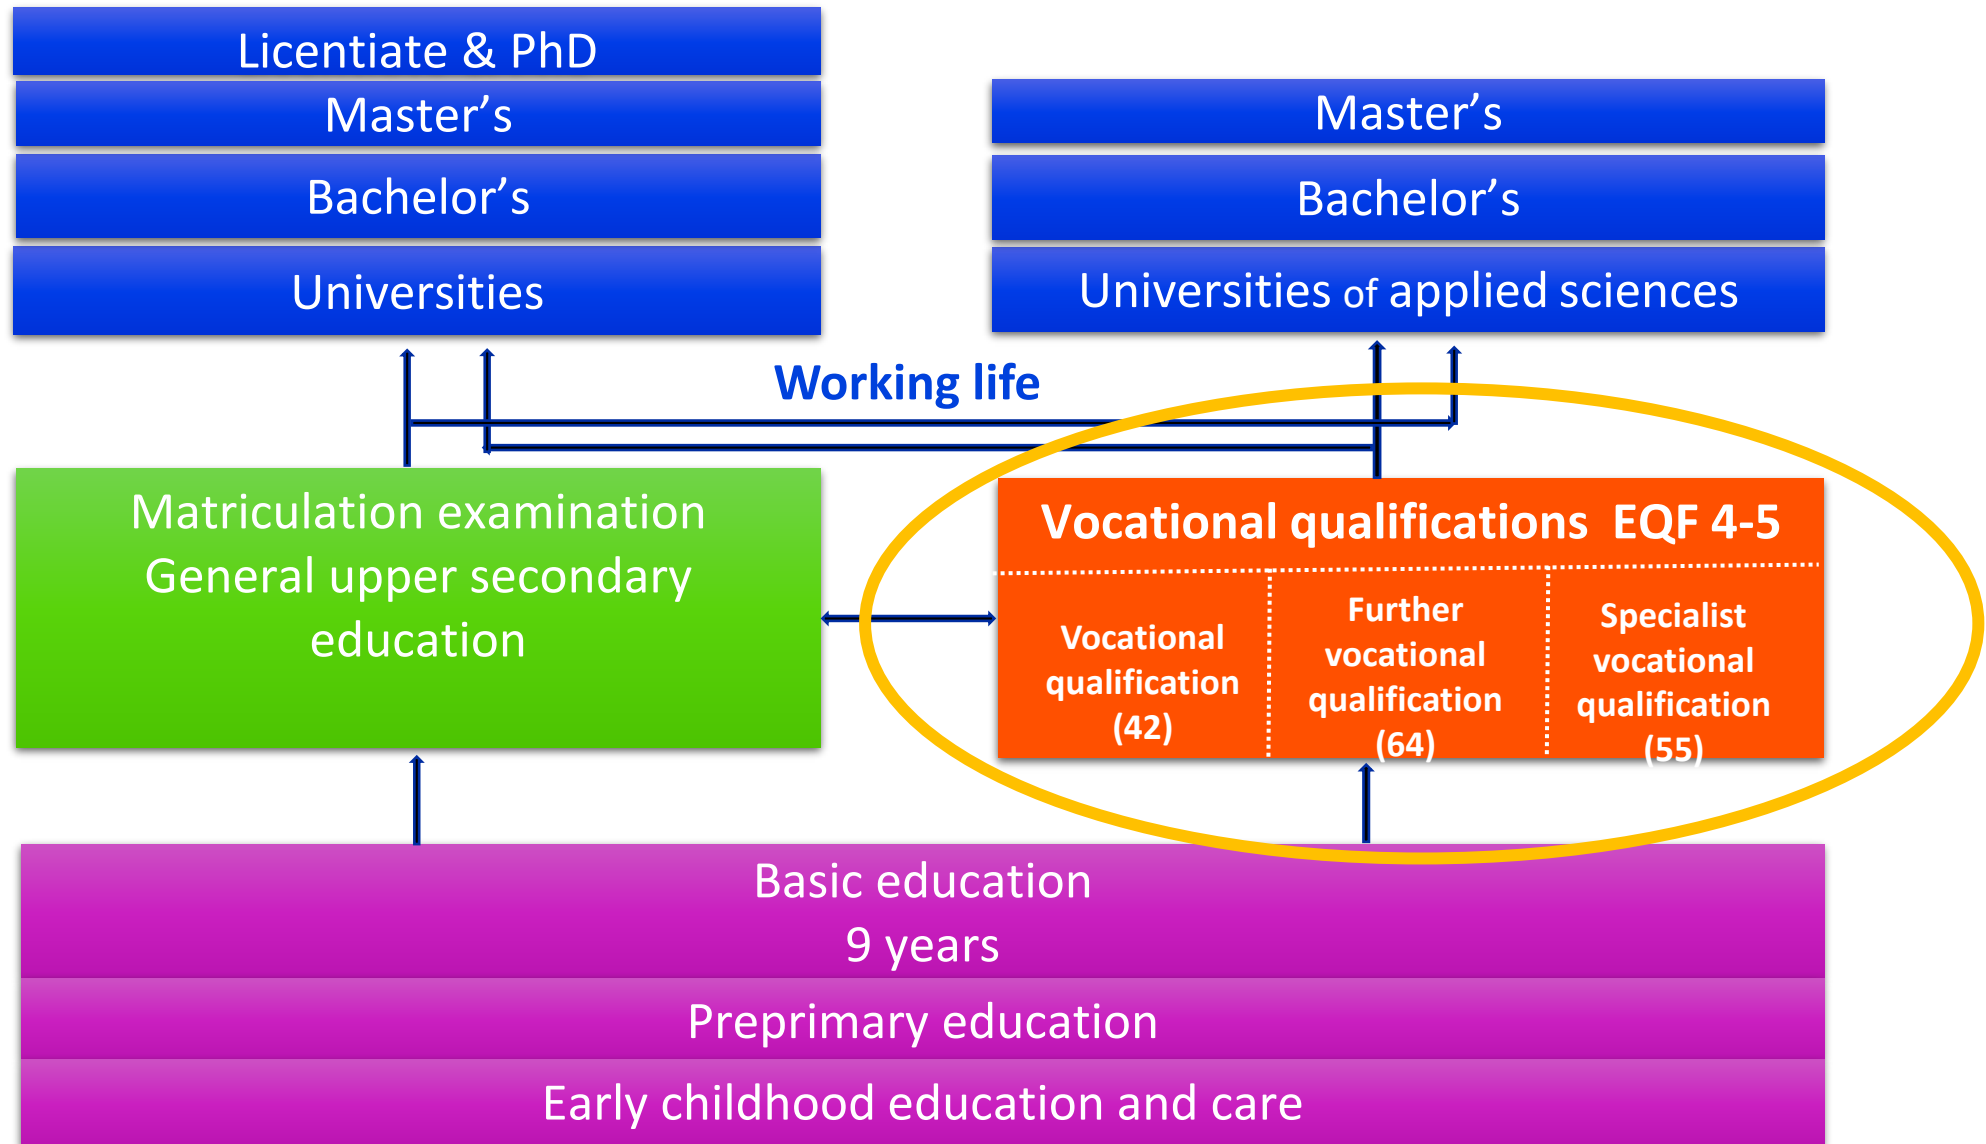 Licentiate & PhD
Master’s
Bachelor’s
Universities
Master’s
Bachelor’s
Universities of applied sciences
Working life
Matriculation examination
General upper secondary
education
Vocational qualifications EQF 4-5
Vocational
qualification
(42)
Further
vocational
qualification
(64)
Specialist
vocational
qualification
(55)
Basic education
9 years
Preprimary education
Early childhood education and care